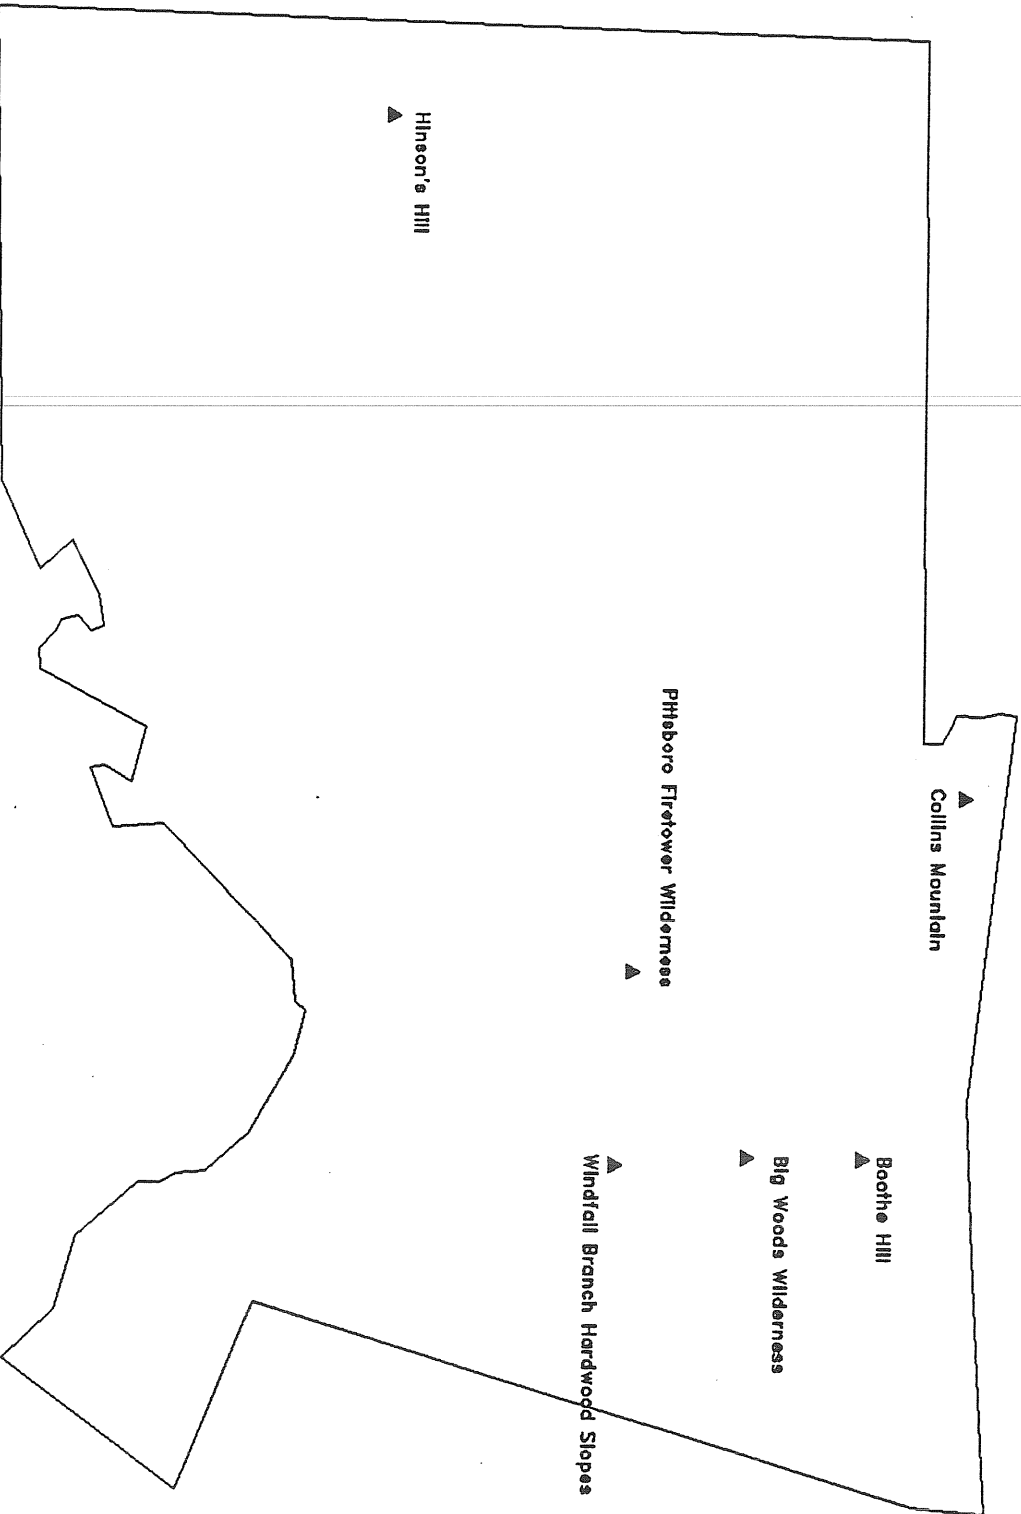 Collins Mountain
Boothe Hill
Big Woods Wilderness
Pittsboro Firetower Wilderness
Windfall Branch Hardwood Slopes
Hinson's Hill